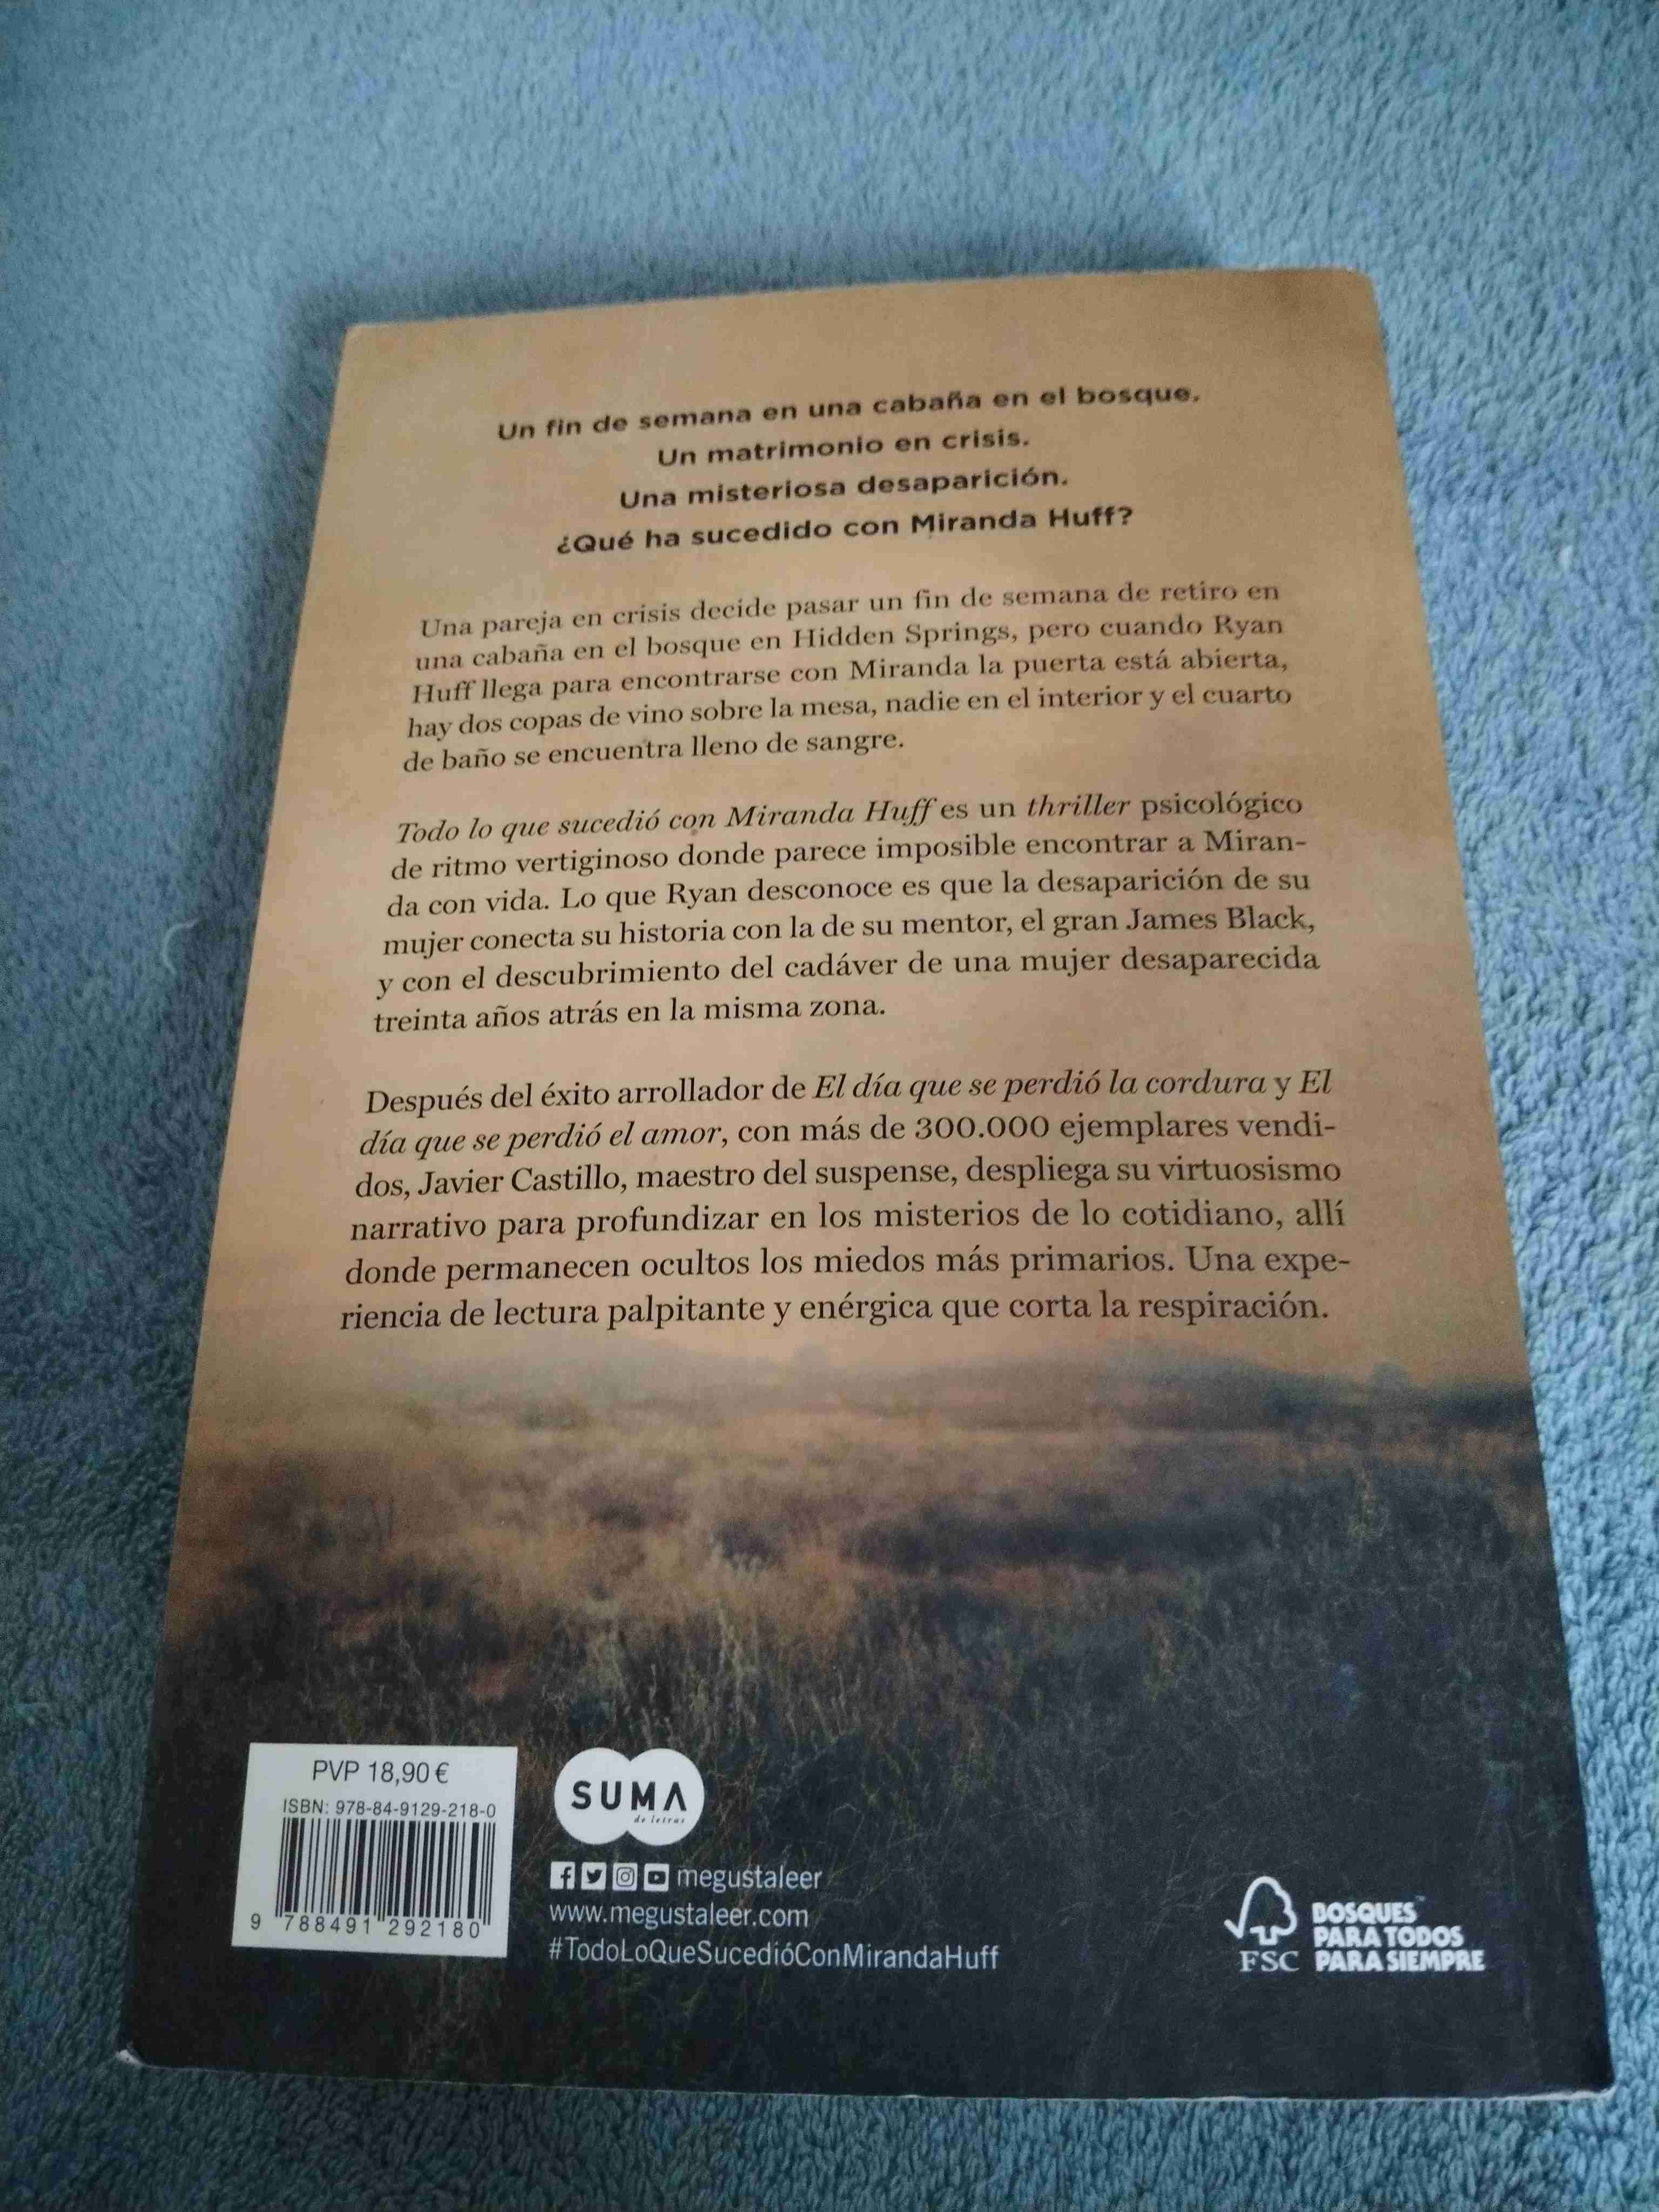 Un fin de semana en una cabaña en el bosque.
Un matrimonio en crisis.
Una misteriosa desaparición.
¿Qué ha sucedido con Miranda Huff?
Una pareja en crisis decide pasar un fin de semana de retiro en
una cabaña en el bosque en Hidden Springs, pero cuando Ryan
Huff llega para encontrarse con Miranda la puerta está abierta,
hay dos copas de vino sobre la mesa, nadie en el interior y el cuarto
de baño se encuentra lleno de sangre.
Todo lo que sucedió con Miranda Huff es un thriller psicológico
de ritmo vertiginoso donde parece imposible encontrar a Miran-
da con vida. Lo que Ryan desconoce es que la desaparición de su
mujer conecta su historia con la de su mentor, el gran James Black,
y con el descubrimiento del cadáver de una mujer desaparecida
treinta años atrás en la misma zona.
Después del éxito arrollador de El día que se perdió la cordura y El
día que se perdió el amor, con más de 300.000 ejemplares vendi-
dos, Javier Castillo, maestro del suspense, despliega su virtuosismo
narrativo para profundizar en los misterios de lo cotidiano, allí
donde permanecen ocultos los miedos más primarios. Una expe-
riencia de lectura palpitante y enérgica que corta la respiración.
PVP 18,90 €
ISBN: 978-84-9129-218-0
9 788491 292180
SUMA
de letras
megustaleer
www.megustaleer.com
#TodoLoQueSucedióConMirandaHuff
FSC
BOSQUES™
PARA TODOS
PARA SIEMPRE